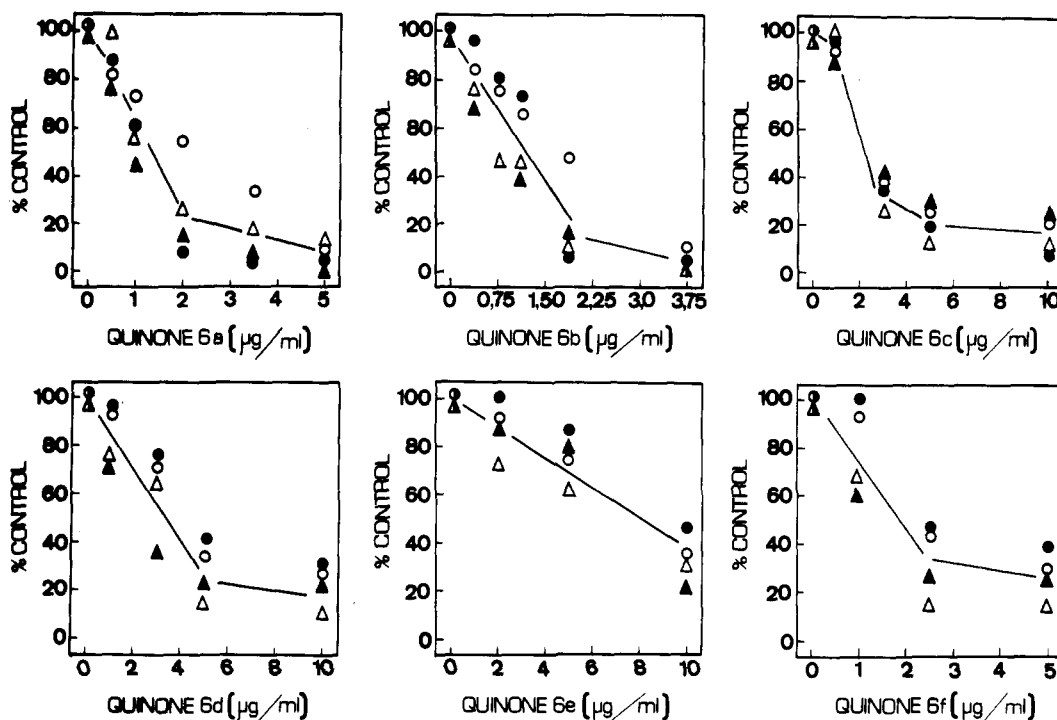 % CONTROL
100
80
60
40
20
0
0 1 2 3 4 5
QUINONE 6a (µg/ml)
% CONTROL
100
80
60
40
20
0
0 0,75 1,50 2,25 3,0 3,75
QUINONE 6b (µg/ml)
% CONTROL
100
80
60
40
20
0
0 2 4 6 8 10
QUINONE 6c (µg/ml)
% CONTROL
100
80
60
40
20
0
0 2 4 6 8 10
QUINONE 6d (µg/ml)
% CONTROL
100
80
60
40
20
0
0 2 4 6 8 10
QUINONE 6e (µg/ml)
% CONTROL
100
80
60
40
20
0
0 1 2 3 4 5
QUINONE 6f (µg/ml)